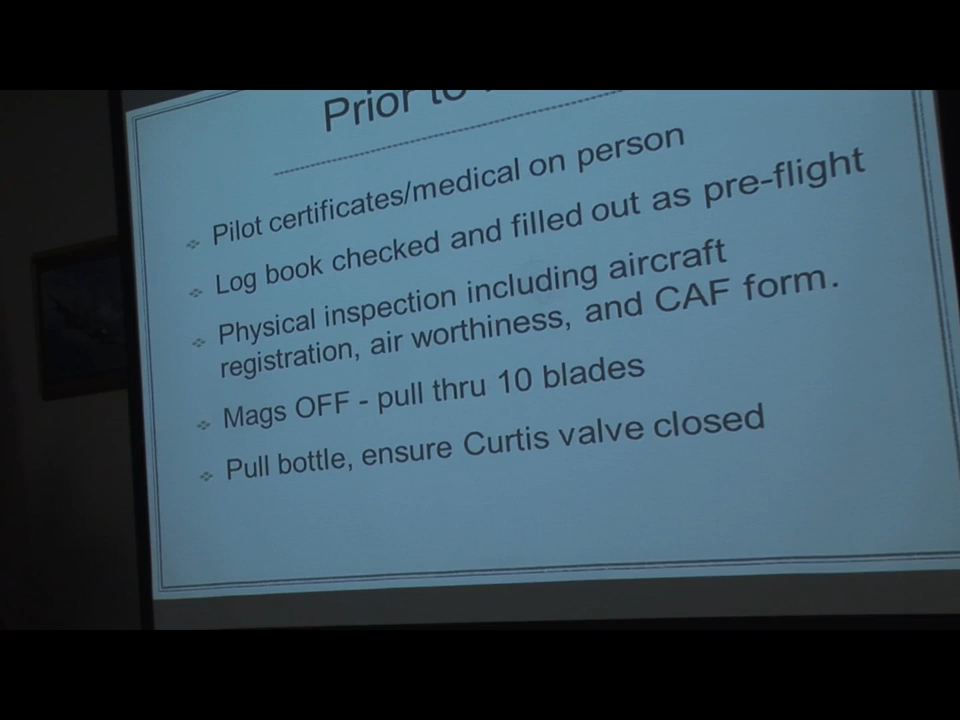 Prior to
Pilot certificates/medical on person
Log book checked and filled out as pre-flight
Physical inspection including aircraft
registration, air worthiness, and CAF form.
Mags OFF - pull thru 10 blades
Pull bottle, ensure Curtis valve closed